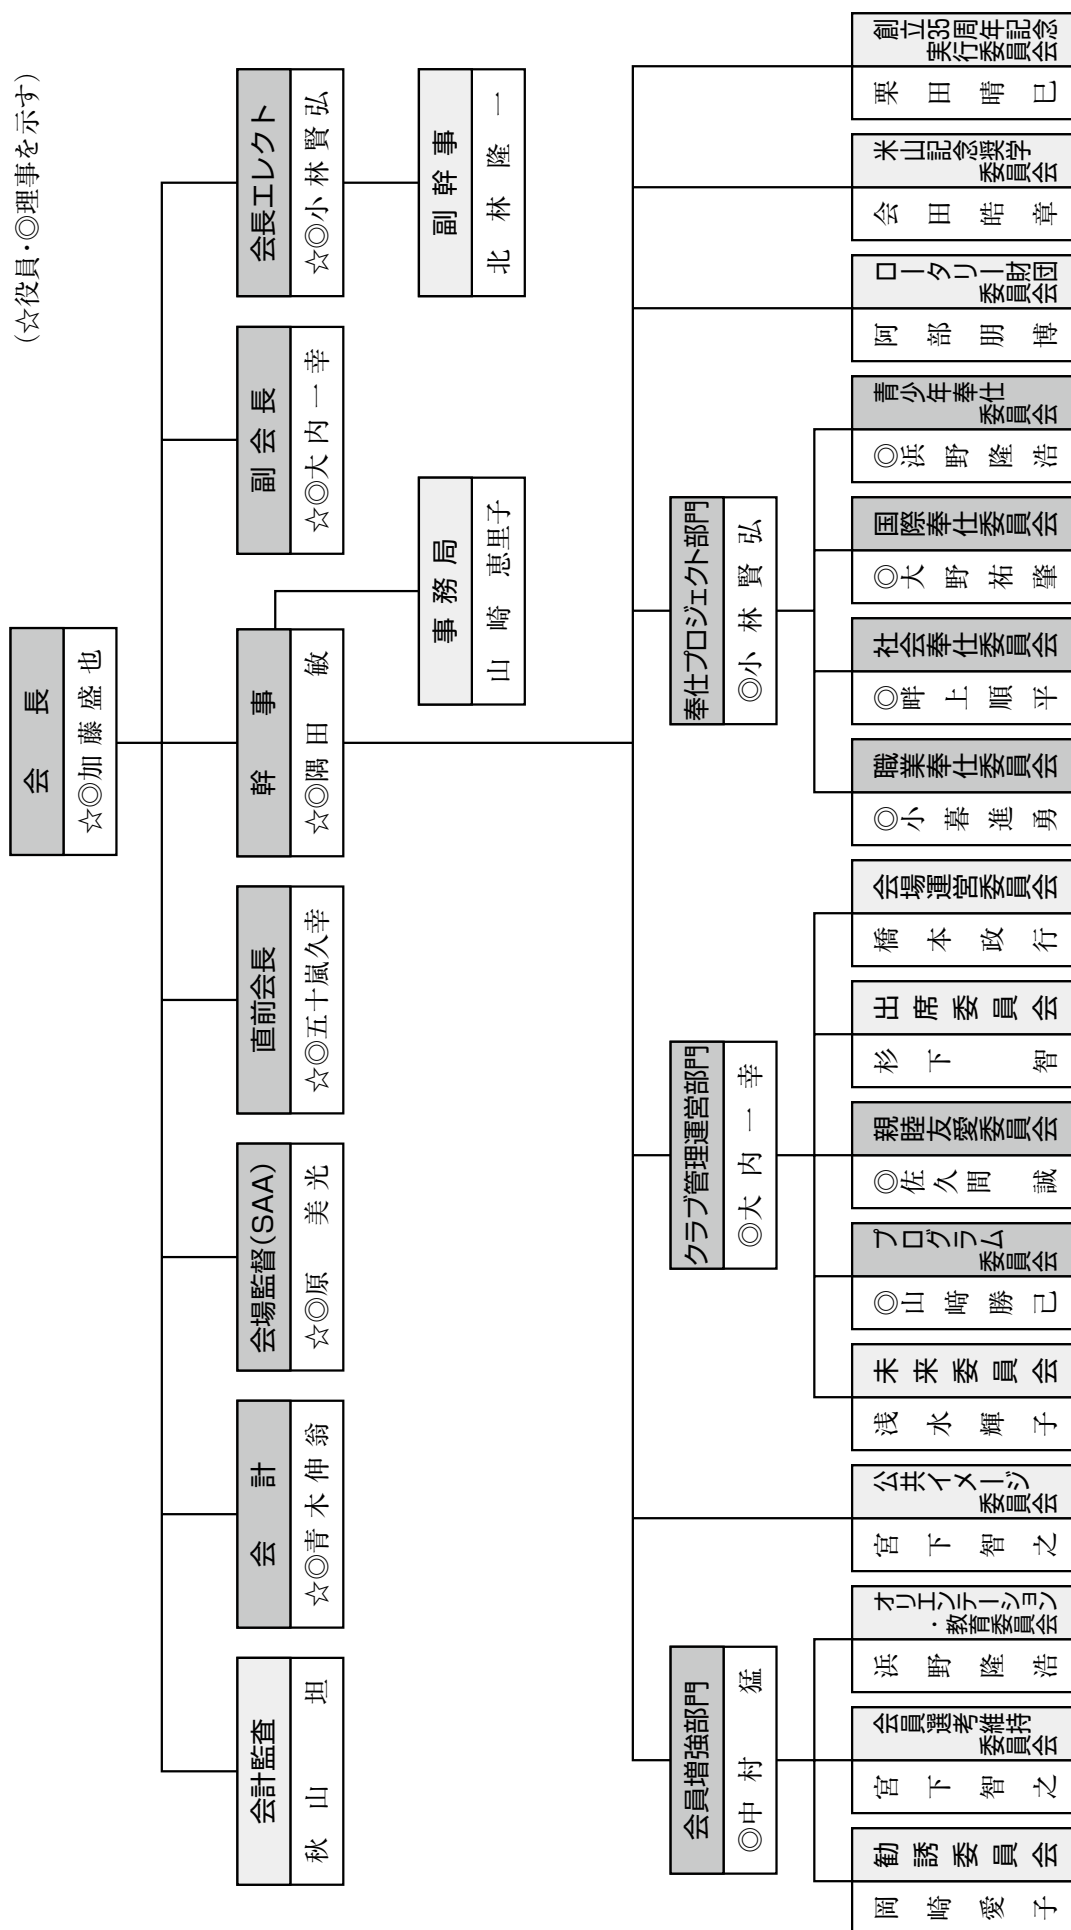 (☆役員・◎理事を示す)
会長
☆◎加藤盛也
会計監査
秋山 坦
会計
☆◎青木伸翁
会場監督(SAA)
☆◎原 美光
直前会長
☆◎五十嵐久幸
幹事
☆◎隅田 敏
副会長
☆◎大内一幸
会長エレクト
☆◎小林賢弘
事務局
山崎恵里子
副幹事
北林隆一
会員増強部門
◎中村 猛
クラブ管理運営部門
◎大内一幸
奉仕プロジェクト部門
◎小林賢弘
勧誘委員会
岡崎愛子
会員選考維持
委員会
宮下智之
オリエンテーション
・教育委員会
浜野隆浩
公共イメージ
委員会
宮下智之
未来委員会
浅水輝子
プログラム
委員会
◎山﨑勝己
親睦友愛委員会
◎佐久間 誠
出席委員会
杉下 智
会場運営委員会
橋本政行
職業奉仕委員会
◎小暮進勇
社会奉仕委員会
◎畔上順平
国際奉仕委員会
◎大野祐肇
青少年奉仕
委員会
◎浜野隆浩
ロータリー財団
委員会
阿部朋博
米山記念奨学
委員会
会田皓章
創立35周年記念
実行委員会
栗田晴巳